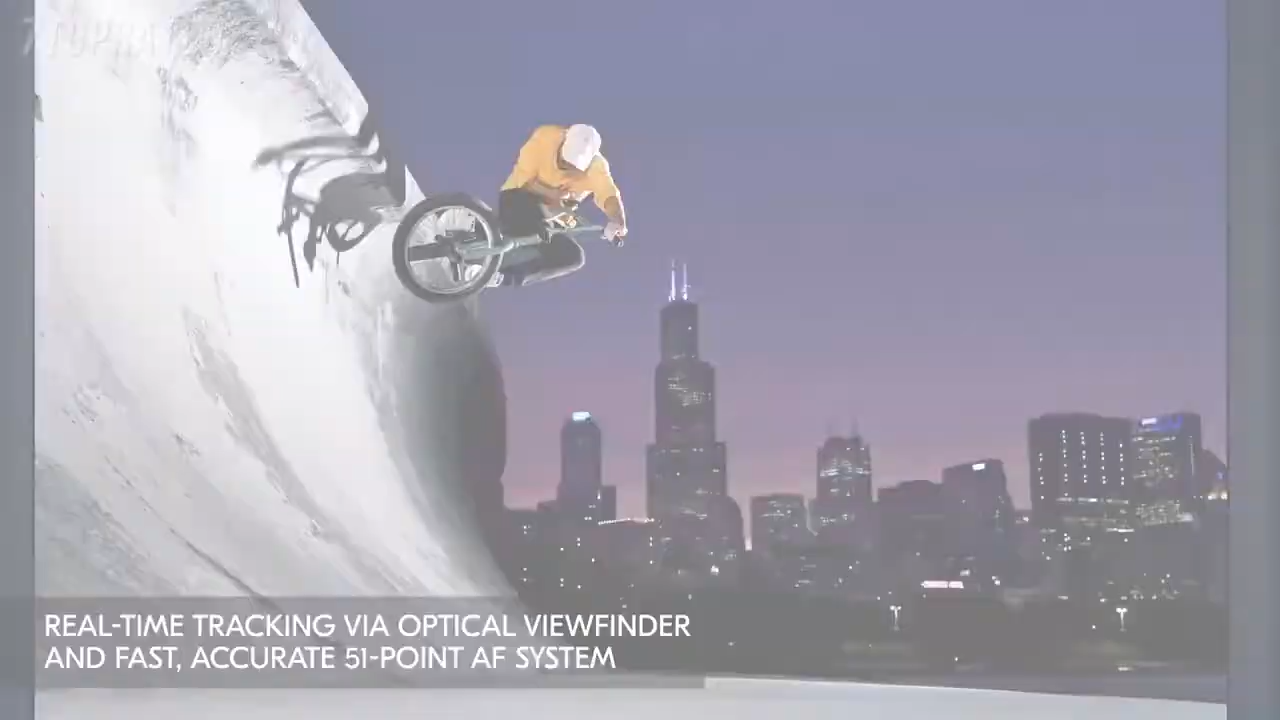 REAL-TIME TRACKING VIA OPTICAL VIEWFINDER
AND FAST, ACCURATE 51-POINT AF SYSTEM